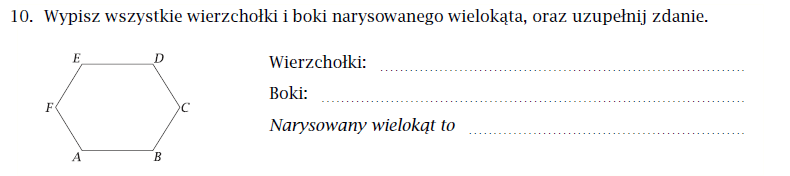 10. Wypisz wszystkie wierzchołki i boki narysowanego wielokąta, oraz uzupełnij zdanie.
E D
F C
A B
Wierzchołki: ........................................
Boki: ........................................
Narysowany wielokąt to ........................................